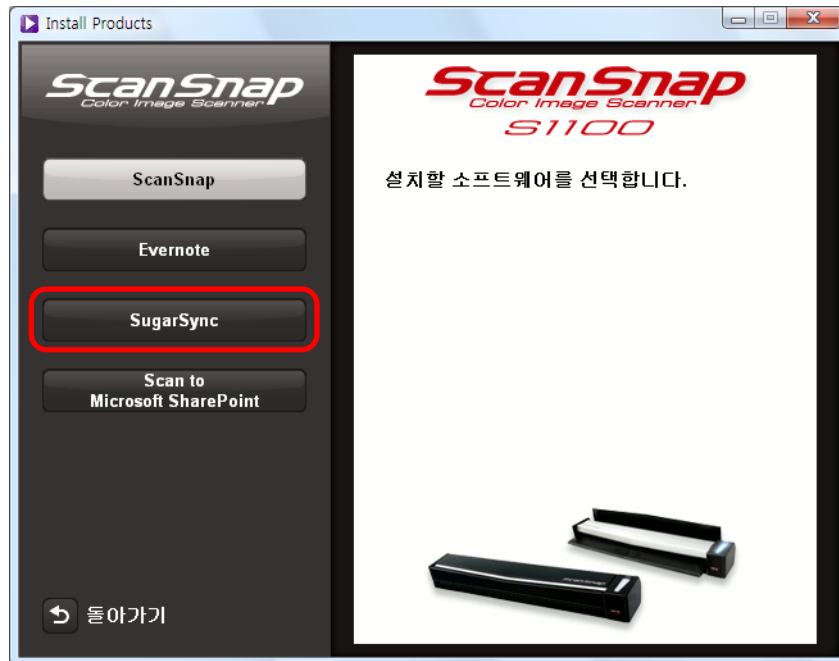 Install Products
ScanSnap
Color Image Scanner
ScanSnap
Evernote
SugarSync
Scan to
Microsoft SharePoint
돌아가기
ScanSnap
Color Image Scanner
S1100
설치할 소프트웨어를 선택합니다.
ScanSnap